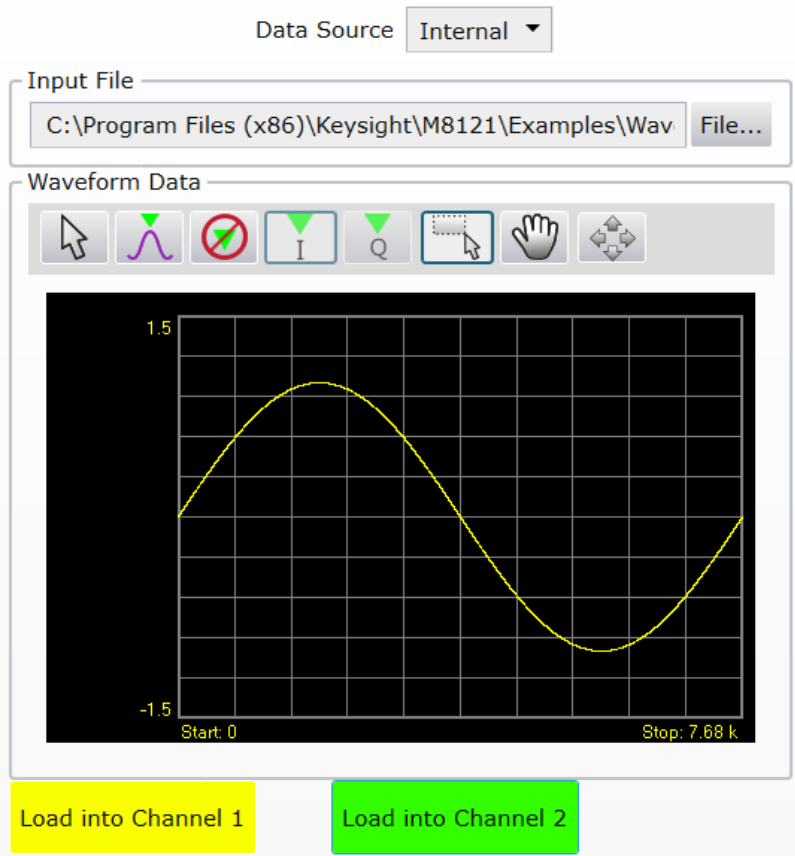 Data Source Internal
Input File
C:\Program Files (x86)\Keysight\M8121\Examples\Wav File...
Waveform Data
I Q
1.5
-1.5
Start: 0 Stop: 7.68 k
Load into Channel 1 Load into Channel 2